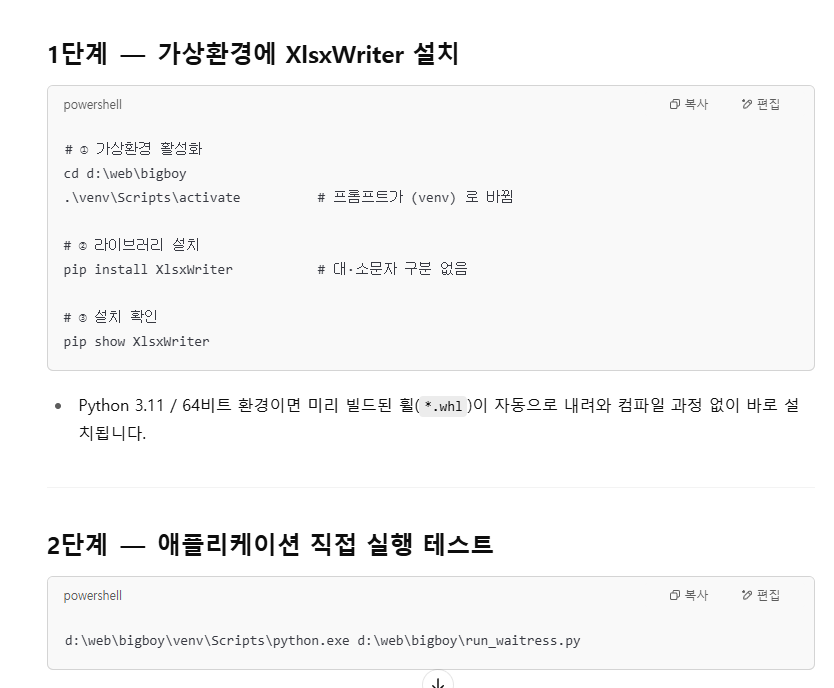 1단계 — 가상환경에 XlsxWriter 설치
powershell
복사
편집
# ① 가상환경 활성화
cd d:\web\bigboy
.\venv\Scripts\activate          # 프롬프트가 (venv) 로 바뀜
# ② 라이브러리 설치
pip install XlsxWriter           # 대·소문자 구분 없음
# ③ 설치 확인
pip show XlsxWriter
• Python 3.11 / 64비트 환경이면 미리 빌드된 휠(*.whl)이 자동으로 내려와 컴파일 과정 없이 바로 설
치됩니다.
2단계 — 애플리케이션 직접 실행 테스트
powershell
복사
편집
d:\web\bigboy\venv\Scripts\python.exe d:\web\bigboy\run_waitress.py